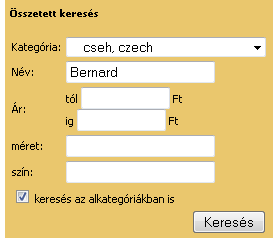 Összetett keresés
Kategória: cseh, czech
Név: Bernard
Ár: tól Ft
ig Ft
méret:
szín:
keresés az alkategóriákban is
Keresés